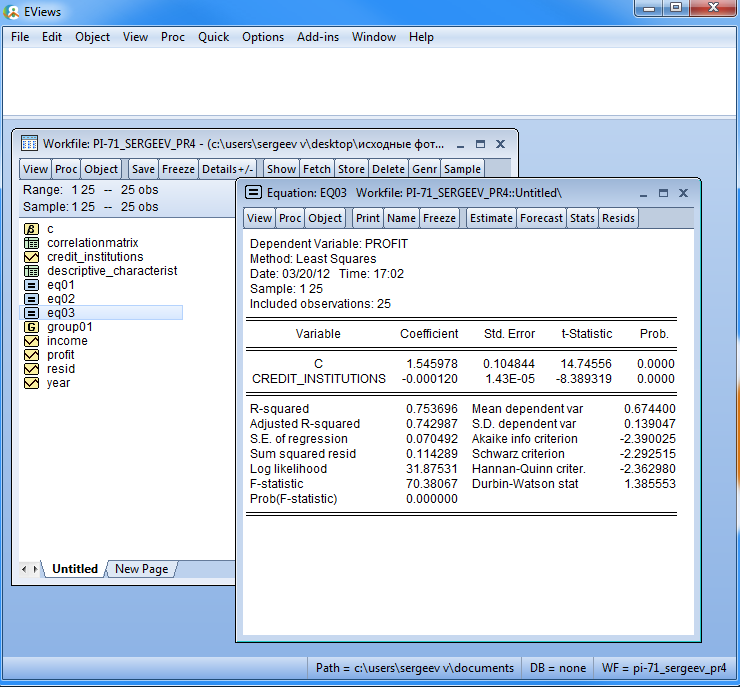 EViews
File Edit Object View Proc Quick Options Add-ins Window Help
Workfile: PI-71_SERGEEV_PR4 - (c:\users\sergeev v\desktop\исходные фот...
View Proc Object Save Freeze Details+/- Show Fetch Store Delete Genr Sample
Range: 1 25 -- 25 obs
Sample: 1 25 -- 25 obs
c
correlationmatrix
credit_institutions
descriptive_characterist
eq01
eq02
eq03
group01
income
profit
resid
year
Untitled New Page
Equation: EQ03 Workfile: PI-71_SERGEEV_PR4::Untitled\
View Proc Object Print Name Freeze Estimate Forecast Stats Resids
Dependent Variable: PROFIT
Method: Least Squares
Date: 03/20/12 Time: 17:02
Sample: 1 25
Included observations: 25
Variable Coefficient Std. Error t-Statistic Prob.
C 1.545978 0.104844 14.74556 0.0000
CREDIT_INSTITUTIONS -0.000120 1.43E-05 -8.389319 0.0000
R-squared 0.753696 Mean dependent var 0.674400
Adjusted R-squared 0.742987 S.D. dependent var 0.139047
S.E. of regression 0.070492 Akaike info criterion -2.390025
Sum squared resid 0.114289 Schwarz criterion -2.292515
Log likelihood 31.87531 Hannan-Quinn criter. -2.362980
F-statistic 70.38067 Durbin-Watson stat 1.385553
Prob(F-statistic) 0.000000
Path = c:\users\sergeev v\documents DB = none WF = pi-71_sergeev_pr4